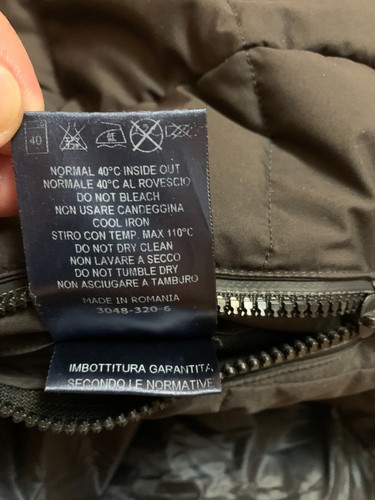 40
NORMAL 40°C INSIDE OUT
NORMALE 40°C AL ROVESCIO
DO NOT BLEACH
NON USARE CANDEGGINA
COOL IRON
STIRO CON TEMP. MAX 110°C
DO NOT DRY CLEAN
NON LAVARE A SECCO
DO NOT TUMBLE DRY
NON ASCIUGARE A TAMBURO
MADE IN ROMANIA
3048-320-6
IMBOTTITURA GARANTITA
SECONDO LE NORMATIVE